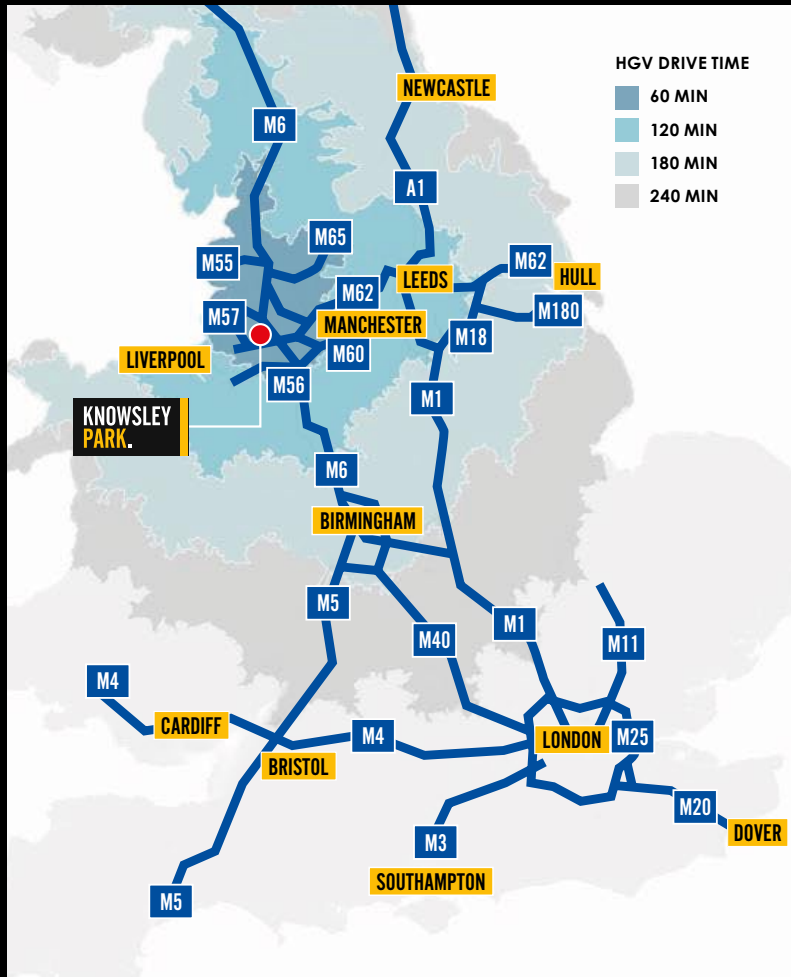 HGV DRIVE TIME
60 MIN
120 MIN
180 MIN
240 MIN
NEWCASTLE
M6
A1
M65
M55
M62
LEEDS
M62
HULL
M57
MANCHESTER
M180
M18
LIVERPOOL
M60
M56
M1
KNOWSLEY
PARK.
M6
BIRMINGHAM
M5
M1
M40
M11
M4
CARDIFF
M4
LONDON
M25
BRISTOL
M20
DOVER
M3
SOUTHAMPTON
M5